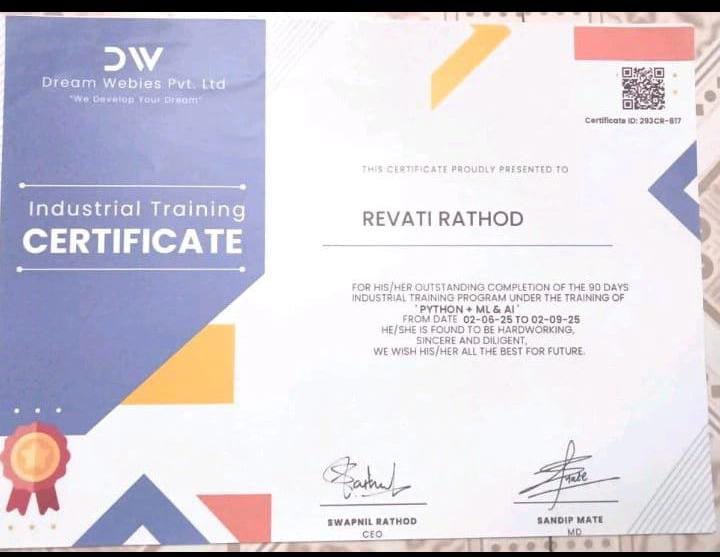 DW
Dream Webies Pvt. Ltd
"We Develop Your Dream"
Industrial Training
CERTIFICATE
Certificate ID: 293CR-817
THIS CERTIFICATE PROUDLY PRESENTED TO
REVATI RATHOD
FOR HIS/HER OUTSTANDING COMPLETION OF THE 90 DAYS
INDUSTRIAL TRAINING PROGRAM UNDER THE TRAINING OF
'PYTHON + ML & AI'
FROM DATE 02-06-25 TO 02-09-25
HE/SHE IS FOUND TO BE HARDWORKING,
SINCERE AND DILIGENT,
WE WISH HIS/HER ALL THE BEST FOR FUTURE.
SWAPNIL RATHOD
CEO
SANDIP MATE
MD
1